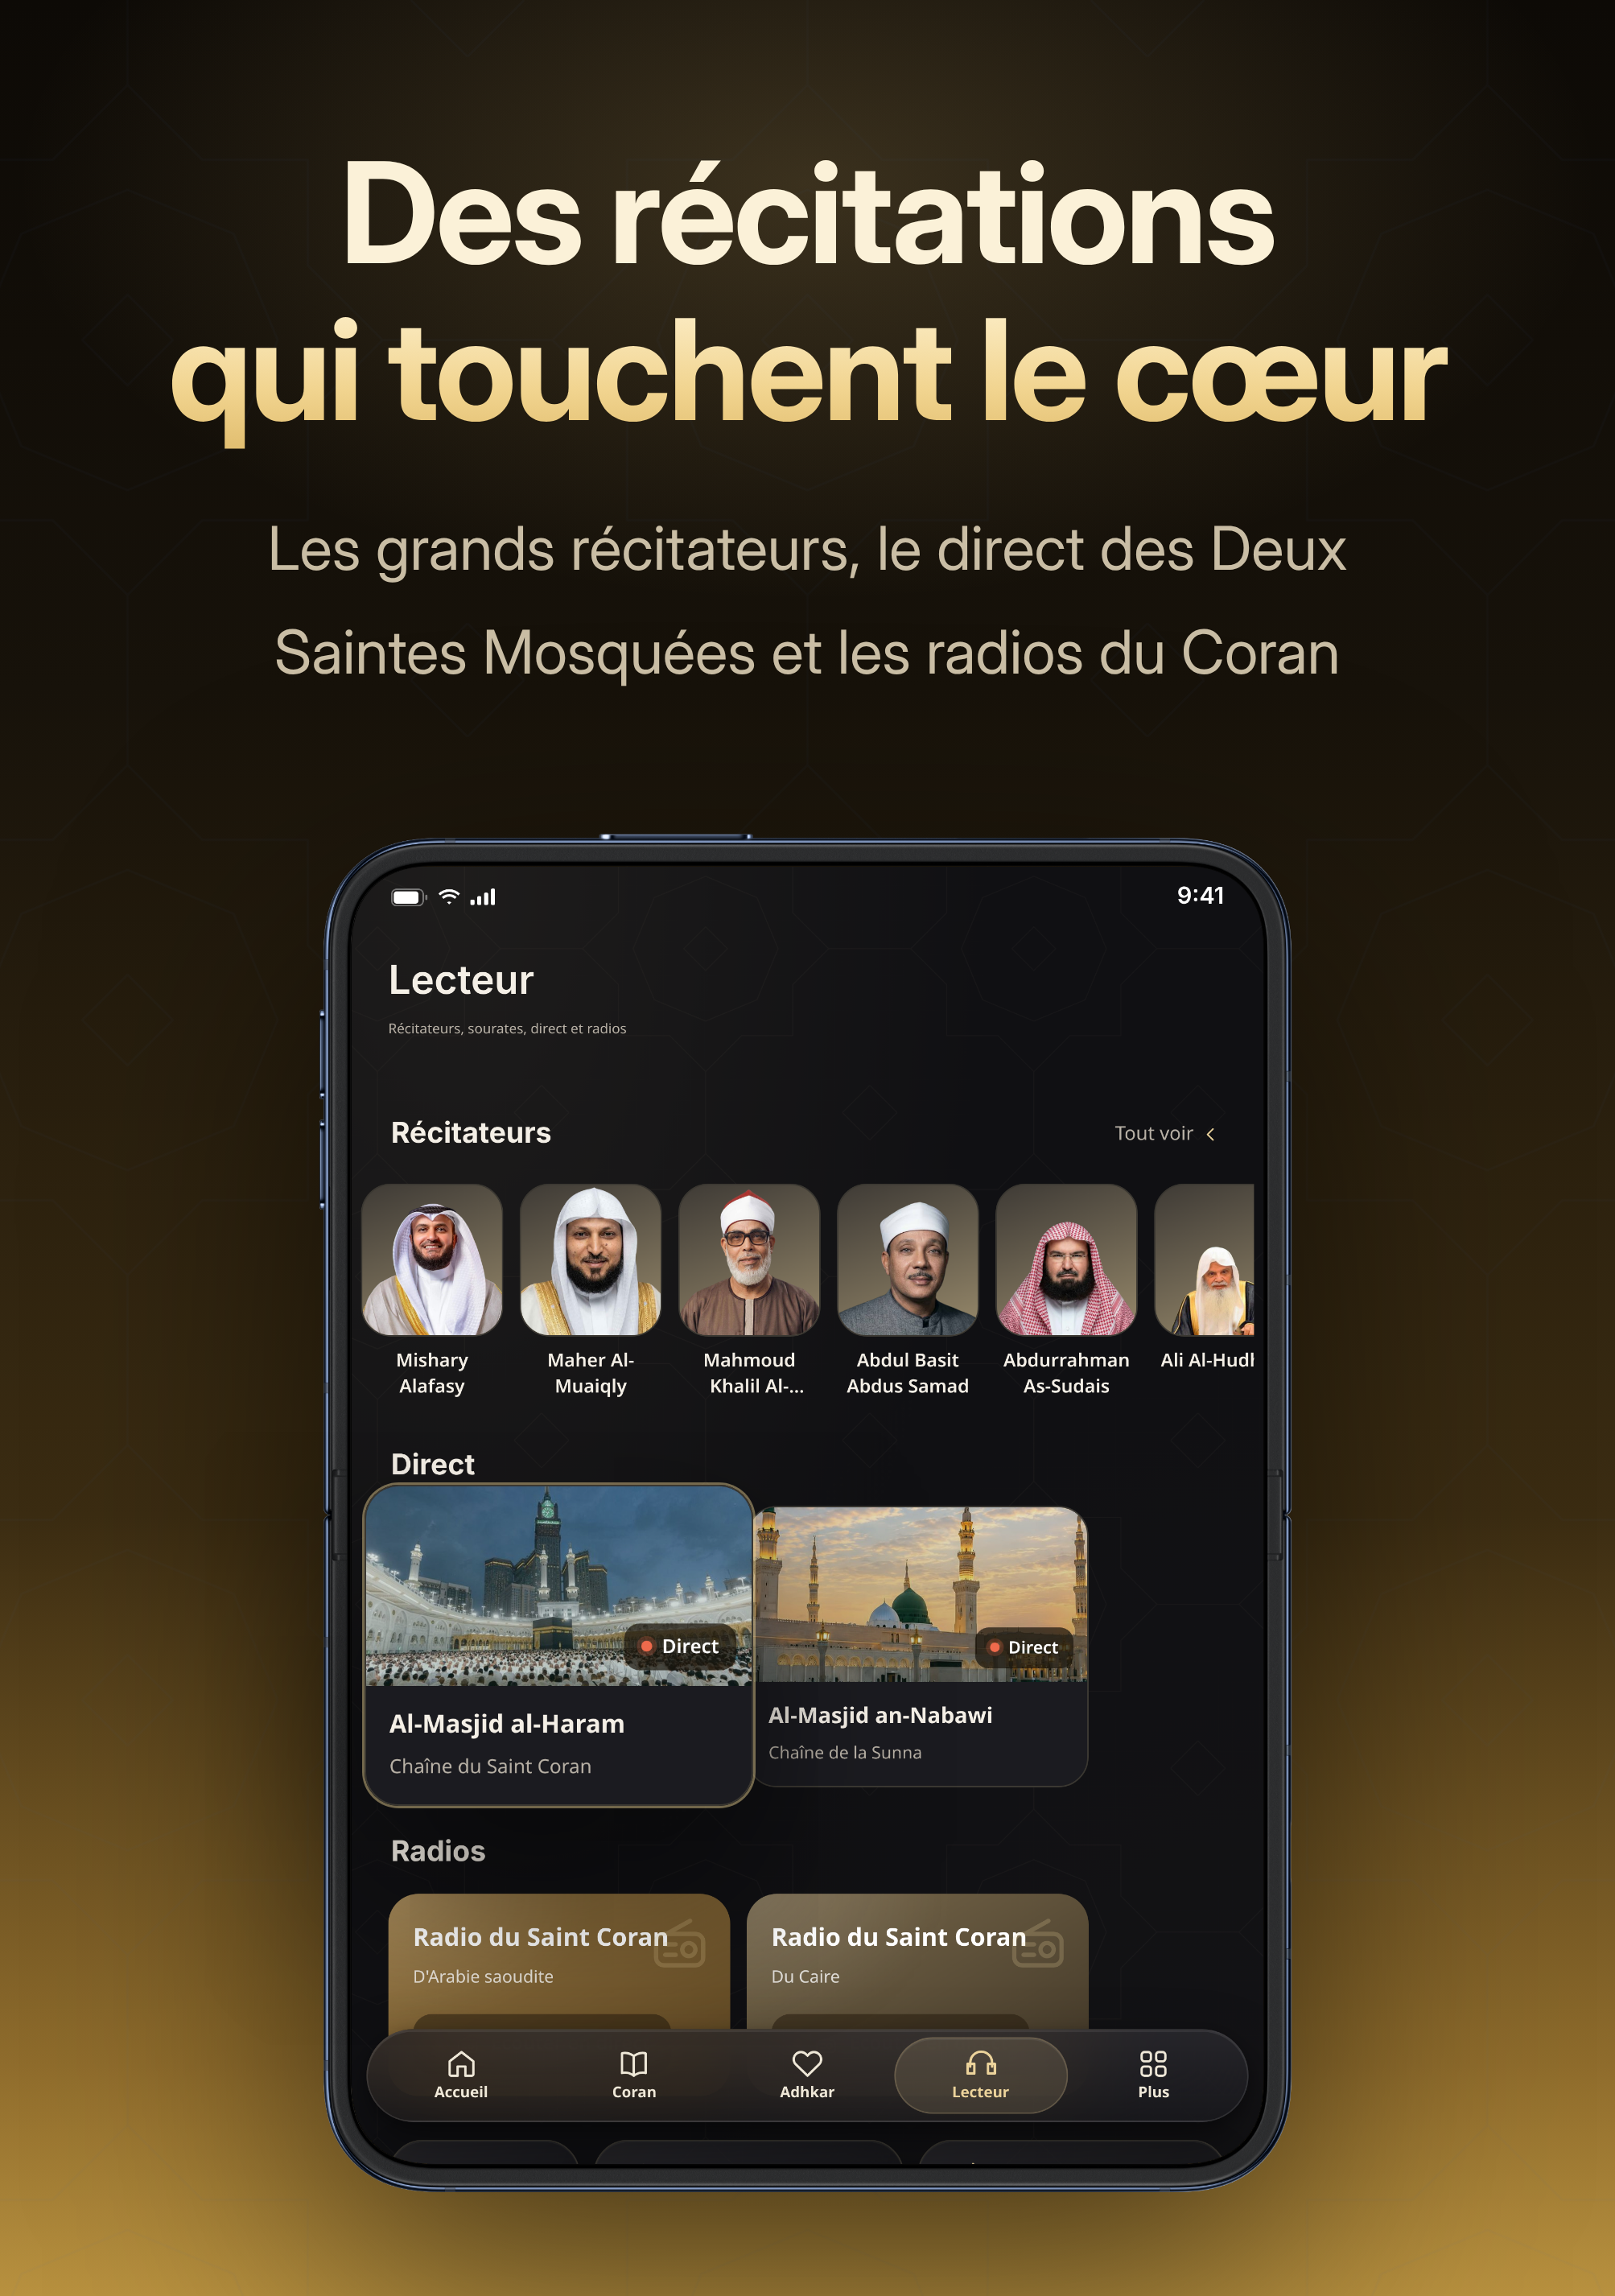 Des récitations
qui touchent le cœur
Les grands récitateurs, le direct des Deux
Saintes Mosquées et les radios du Coran
9:41
Lecteur
Récitateurs, sourates, direct et radios
Récitateurs
Tout voir
Mishary
Alafasy
Maher Al-
Muaiqly
Mahmoud
Khalil Al-...
Abdul Basit
Abdus Samad
Abdurrahman
As-Sudais
Ali Al-Hudh
Direct
Direct
Direct
Al-Masjid al-Haram
Chaîne du Saint Coran
Al-Masjid an-Nabawi
Chaîne de la Sunna
Radios
Radio du Saint Coran
D'Arabie saoudite
Radio du Saint Coran
Du Caire
Accueil
Coran
Adhkar
Lecteur
Plus